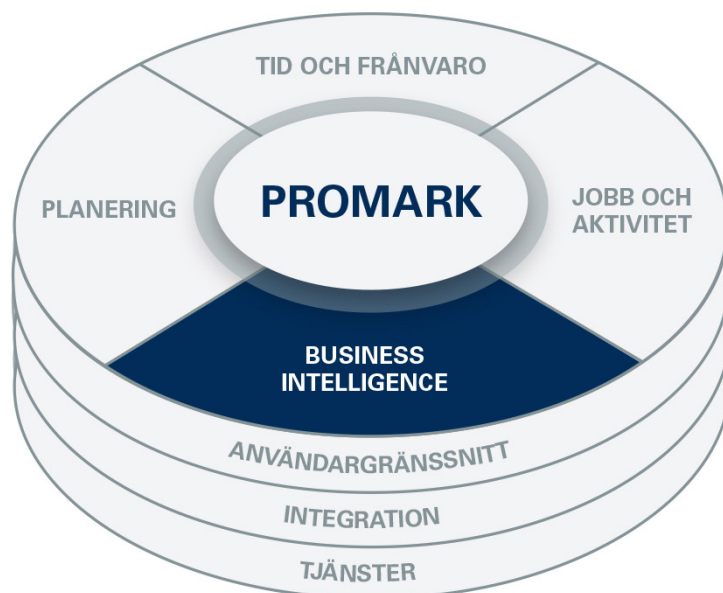 TID OCH FRÅNVARO
PLANERING
PROMARK
JOBB OCH
AKTIVITET
BUSINESS
INTELLIGENCE
ANVÄNDARGRÄNSSNITT
INTEGRATION
TJÄNSTER